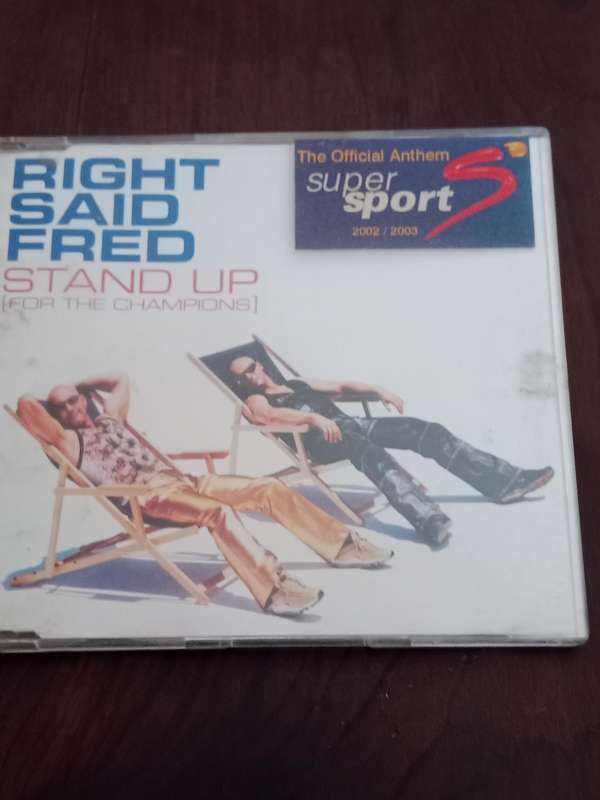 RIGHT
SAID
FRED
STAND UP
[FOR THE CHAMPIONS]
The Official Anthem
super
sport S
2002 / 2003